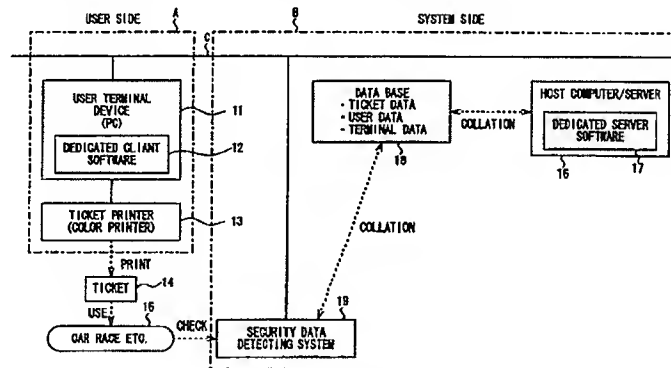 USER SIDE
A
B
SYSTEM SIDE
C
USER TERMINAL
DEVICE
(PC)
11
DEDICATED CLIENT
SOFTWARE
12
TICKET PRINTER
(COLOR PRINTER)
13
PRINT
TICKET
14
USE
16
CAR RACE ETC.
CHECK
DATA BASE
• TICKET DATA
• USER DATA
• TERMINAL DATA
18
COLLATION
HOST COMPUTER/SERVER
DEDICATED SERVER
SOFTWARE
16
17
COLLATION
19
SECURITY DATA
DETECTING SYSTEM